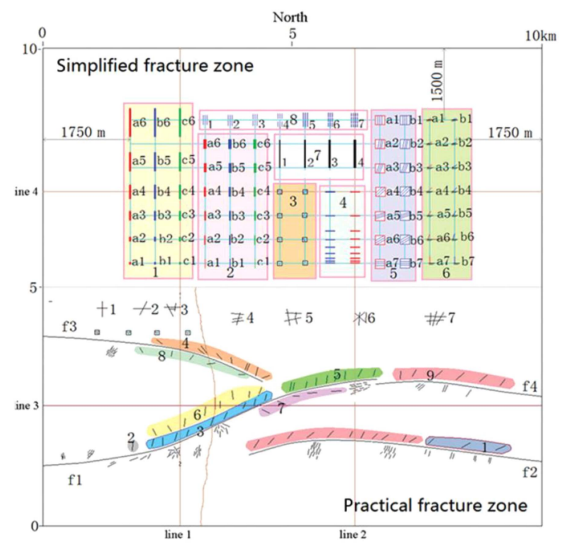 North
0 5 10km
10
Simplified fracture zone
1500 m
1750 m 1750 m
1 2 3 4 8 5 6 7
a6 b6 c6 a6 b6 c6 1 2 7 3 4 a1 b1 a1 b1
a5 b5 c5 a5 b5 c5 a2 b2 a2 b2
a3 b3 a3 b3
ine 4 a4 b4 c4 a4 b4 c4 3 4 a4 b4 a4 b4
a3 b3 c3 a3 b3 c3 a5 b5 a5 b5
a2 b2 c2 a2 b2 c2 a6 b6 a6 b6
a1 b1 c1 a1 b1 c1 a7 b7 a7 b7
1 2 5 6
5
1 2 3 4 5 6 7
f3 4
8 5 9 f4
line 3 6 7
2 3 1
f1 f2
Practical fracture zone
0
line 1 line 2